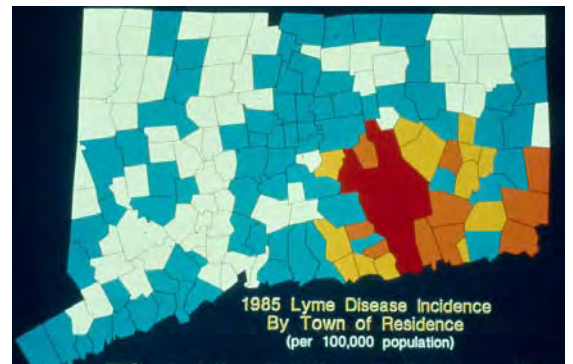 1985 Lyme Disease Incidence
By Town of Residence
(per 100,000 population)